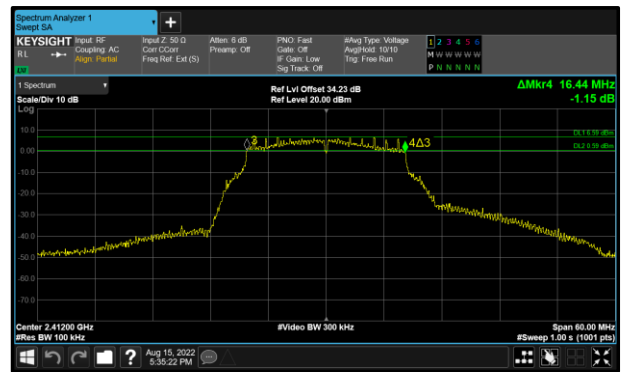 Spectrum Analyzer 1
Swept SA
KEYSIGHT
Input: RF
Coupling: AC
Align: Partial
Input Z: 50 Ω
Corr CCorr
Freq Ref: Ext (S)
Atten: 6 dB
Preamp: Off
PNO: Fast
Gate: Off
IF Gain: Low
Sig Track: Off
#Avg Type: Voltage
Avg|Hold: 10/10
Trig: Free Run
1 2 3 4 5 6
M W W W W W
P N N N N N
R L
LW
1 Spectrum
Scale/Div 10 dB
Ref Lvl Offset 34.23 dB
Ref Level 20.00 dBm
ΔMkr4 16.44 MHz
-1.15 dB
Log
10.0
0.00
-10.0
-20.0
-30.0
-40.0
-50.0
-60.0
-70.0
3
4Δ3
DL1 6.59 dBm
DL2 0.59 dBm
Center 2.41200 GHz
#Res BW 100 kHz
#Video BW 300 kHz
Span 60.00 MHz
#Sweep 1.00 s (1001 pts)
?
Aug 15, 2022
5:35:22 PM